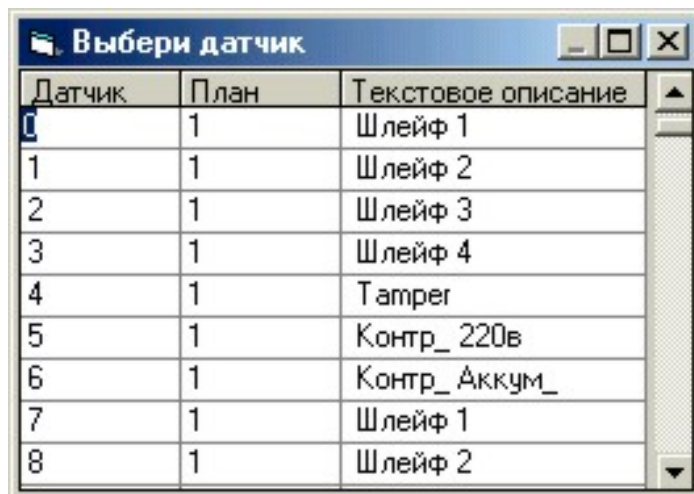 Выбери датчик
Датчик План Текстовое описание
0 1 Шлейф 1
1 1 Шлейф 2
2 1 Шлейф 3
3 1 Шлейф 4
4 1 Tamper
5 1 Контр_ 220в
6 1 Контр_ Аккум_
7 1 Шлейф 1
8 1 Шлейф 2